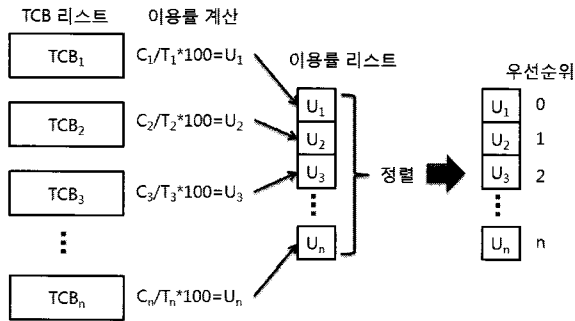 TCB 리스트 이용률 계산
TCB₁ C₁/T₁*100=U₁ 이용률 리스트 우선순위
U₁ U₁ 0
TCB₂ C₂/T₂*100=U₂ U₂ U₂ 1
TCB₃ C₃/T₃*100=U₃ U₃ 정렬 U₃ 2
Uₙ Uₙ n
TCBₙ Cₙ/Tₙ*100=Uₙ